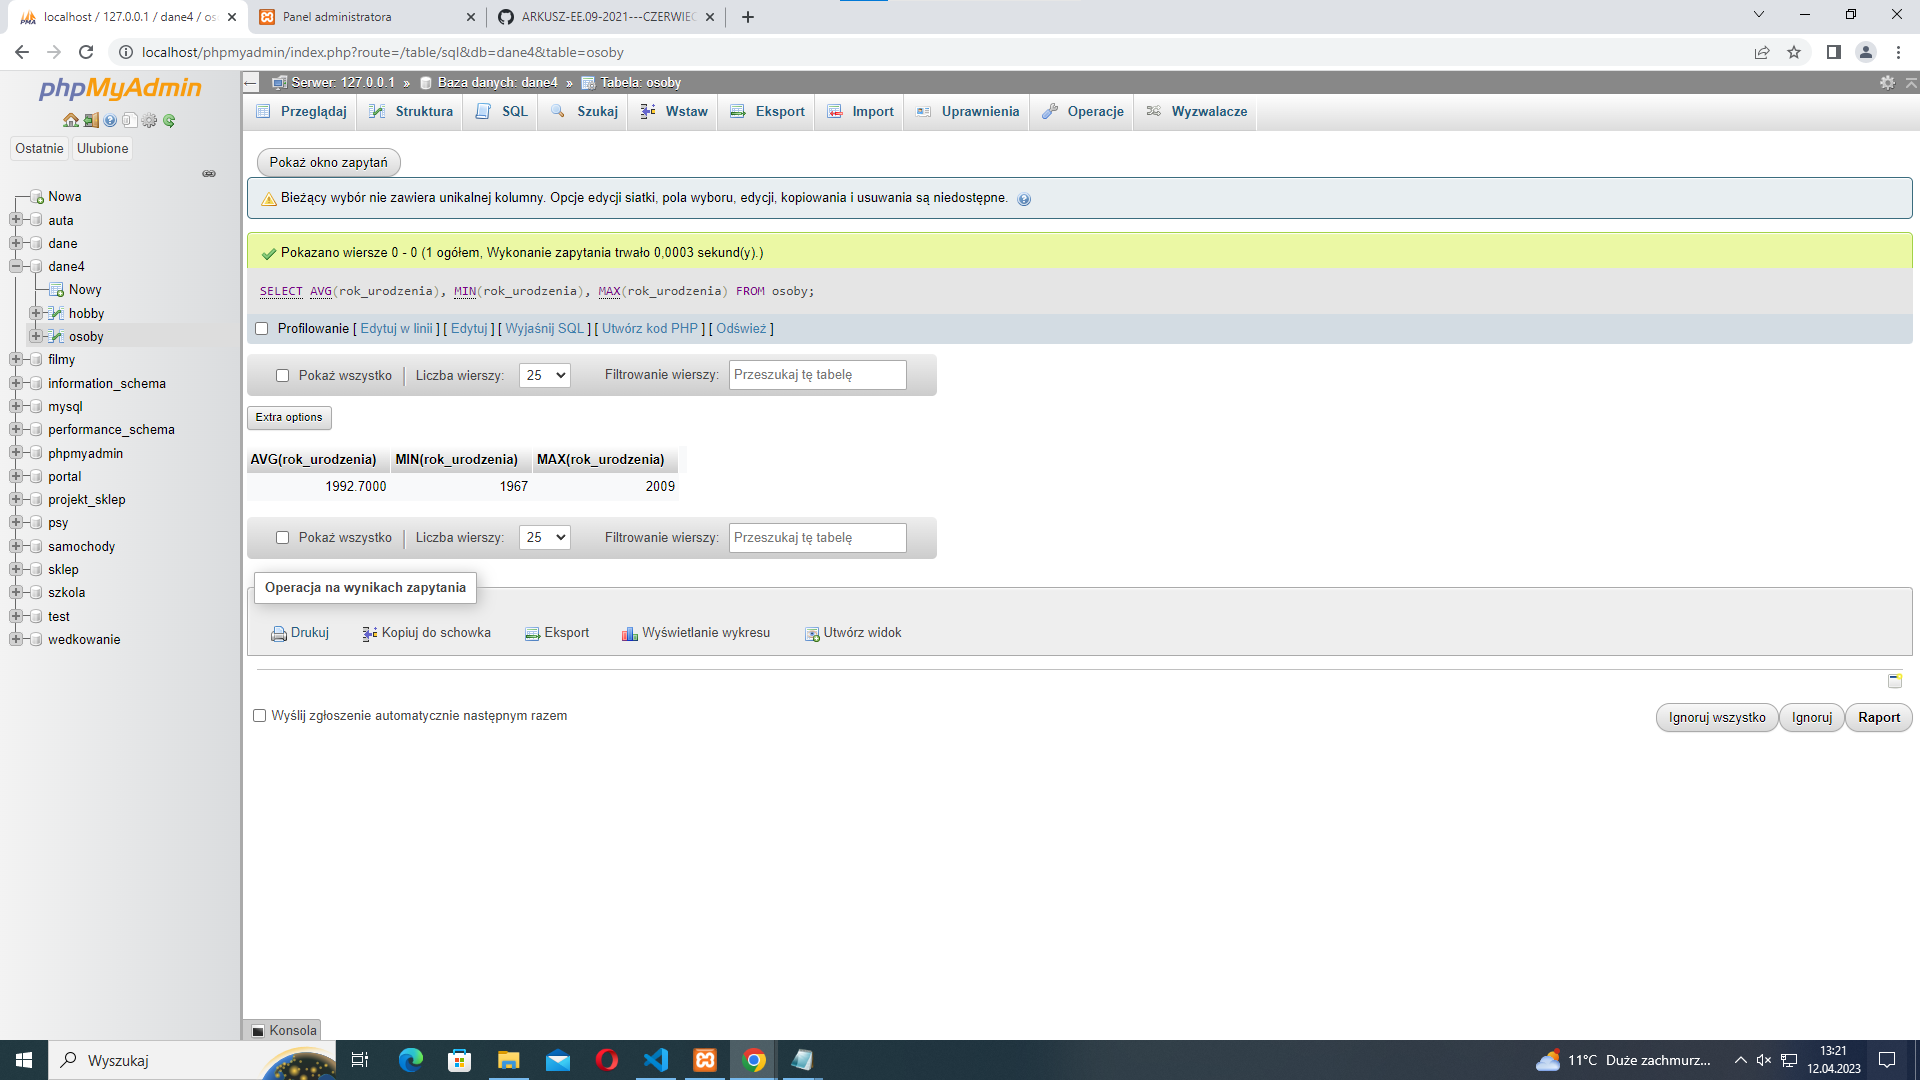 localhost / 127.0.0.1 / dane4 / os
Panel administratora
ARKUSZ-EE.09-2021---CZERWIEC
localhost/phpmyadmin/index.php?route=/table/sql&db=dane4&table=osoby
phpMyAdmin
Ostatnie
Ulubione
Nowa
auta
dane
dane4
Nowy
hobby
osoby
filmy
information_schema
mysql
performance_schema
phpmyadmin
portal
projekt_sklep
psy
samochody
sklep
szkola
test
wedkowanie
Serwer: 127.0.0.1 » Baza danych: dane4 » Tabela: osoby
Przeglądaj Struktura SQL Szukaj Wstaw Eksport Import Uprawnienia Operacje Wyzwalacze
Pokaż okno zapytań
Bieżący wybór nie zawiera unikalnej kolumny. Opcje edycji siatki, pola wyboru, edycji, kopiowania i usuwania są niedostępne.
Pokazano wiersze 0 - 0 (1 ogółem, Wykonanie zapytania trwało 0,0003 sekund(y).)
SELECT AVG(rok_urodzenia), MIN(rok_urodzenia), MAX(rok_urodzenia) FROM osoby;
Profilowanie [ Edytuj w linii ] [ Edytuj ] [ Wyjaśnij SQL ] [ Utwórz kod PHP ] [ Odśwież ]
Pokaż wszystko Liczba wierszy: 25 Filtrowanie wierszy: Przeszukaj tę tabelę
Extra options
AVG(rok_urodzenia) MIN(rok_urodzenia) MAX(rok_urodzenia)
1992.7000 1967 2009
Pokaż wszystko Liczba wierszy: 25 Filtrowanie wierszy: Przeszukaj tę tabelę
Operacja na wynikach zapytania
Drukuj Kopiuj do schowka Eksport Wyświetlanie wykresu Utwórz widok
Wyślij zgłoszenie automatycznie następnym razem
Ignoruj wszystko Ignoruj Raport
Konsola
Wyszukaj
11°C Duże zachmurz...
13:21
12.04.2023